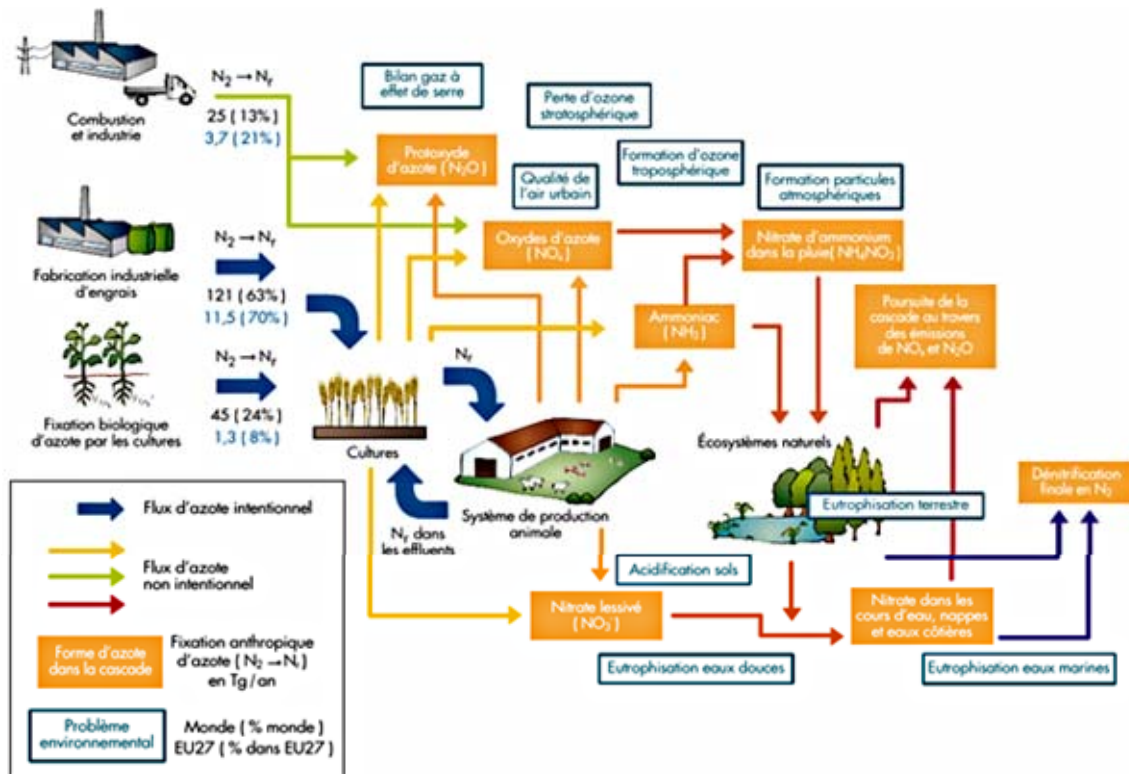 Combustion
et industrie
N₂ → Nᵣ
25 ( 13% )
3,7 ( 21% )
Bilan gaz à
effet de serre
Perte d'ozone
stratosphérique
Protoxyde
d'azote ( N₂O )
Formation d'ozone
troposphérique
Qualité de
l'air urbain
Formation particules
atmosphériques
Fabrication industrielle
d'engrais
N₂ → Nᵣ
121 ( 63% )
11,5 ( 70% )
Oxydes d'azote
( NOₓ )
Nitrate d'ammonium
dans la pluie( NH₄NO₃ )
Ammoniac
( NH₃ )
Poursuite de la
cascade au travers
des émissions
de NOₓ et N₂O
Fixation biologique
d'azote par les cultures
N₂ → Nᵣ
45 ( 24% )
1,3 ( 8% )
Nᵣ
Cultures
Nᵣ dans
les effluents
Système de production
animale
Écosystèmes naturels
Eutrophisation terrestre
Dénitrification
finale en N₂
Acidification sols
Nitrate lessivé
( NO₃⁻ )
Nitrate dans les
cours d'eau, nappes
et eaux côtières
Eutrophisation eaux douces
Eutrophisation eaux marines
Flux d'azote intentionnel
Flux d'azote
non intentionnel
Forme d'azote
dans la cascade
Fixation anthropique
d'azote ( N₂ → Nᵣ )
en Tg / an
Problème
environnemental
Monde ( % monde )
EU27 ( % dans EU27 )